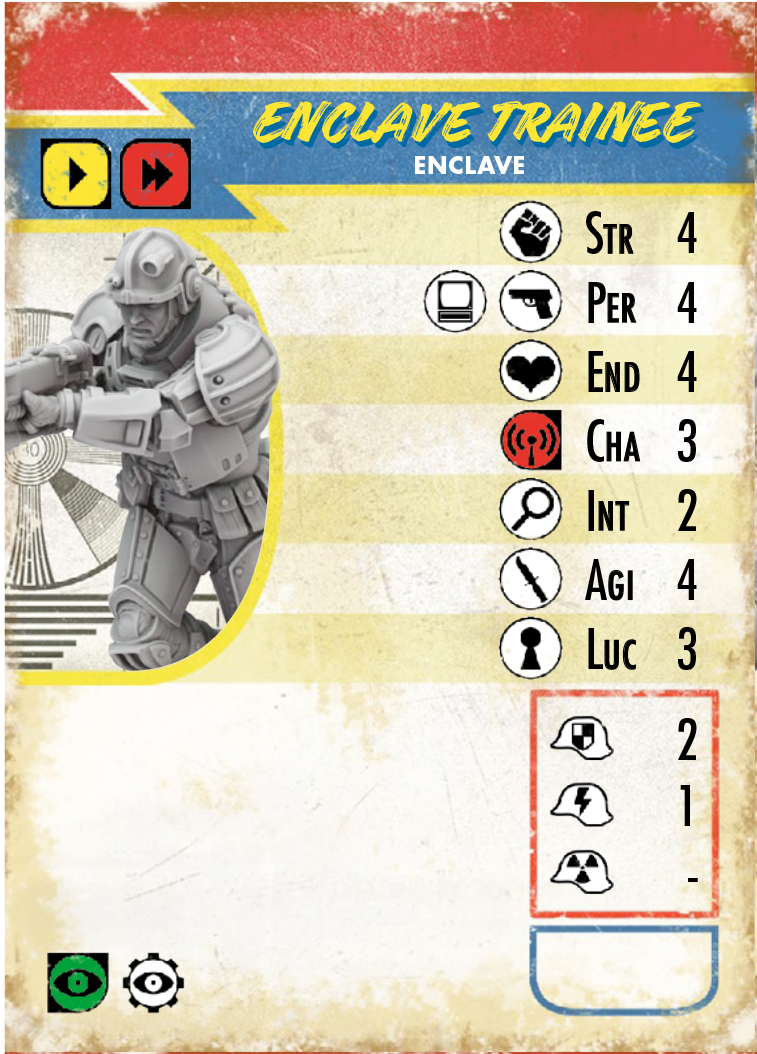 ENCLAVE TRAINEE
ENCLAVE
STR 4
PER 4
END 4
CHA 3
INT 2
AGI 4
LUC 3
2
1
-